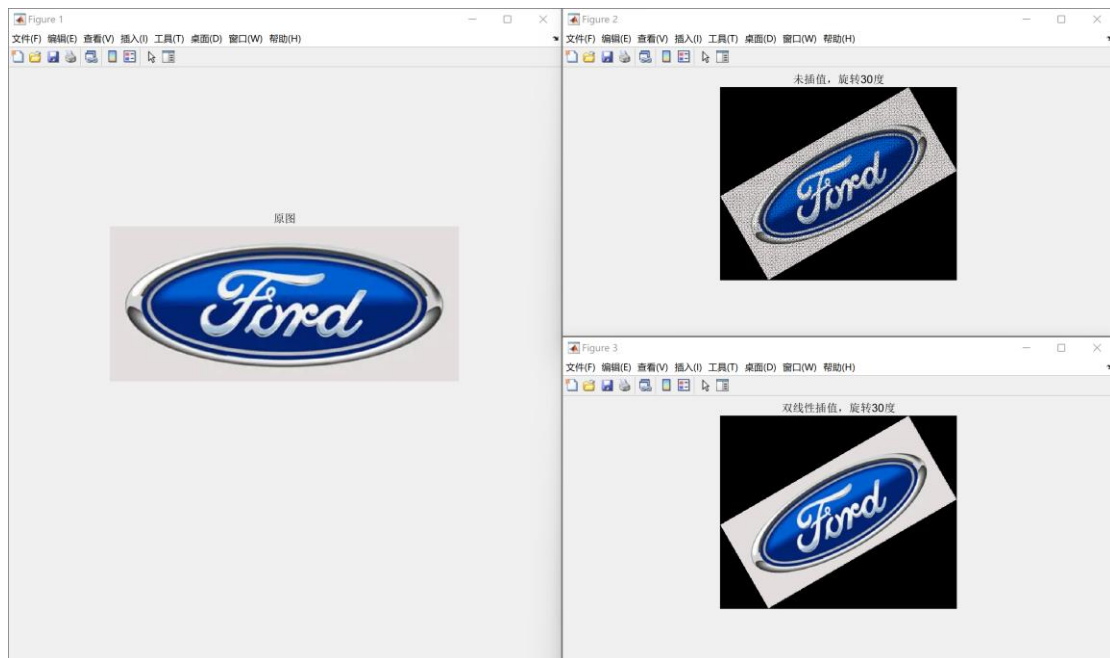 Figure 1
文件(F) 编辑(E) 查看(V) 插入(I) 工具(T) 桌面(D) 窗口(W) 帮助(H)
原图
Ford
Figure 2
文件(F) 编辑(E) 查看(V) 插入(I) 工具(T) 桌面(D) 窗口(W) 帮助(H)
未插值，旋转30度
Ford
Figure 3
文件(F) 编辑(E) 查看(V) 插入(I) 工具(T) 桌面(D) 窗口(W) 帮助(H)
双线性插值，旋转30度
Ford